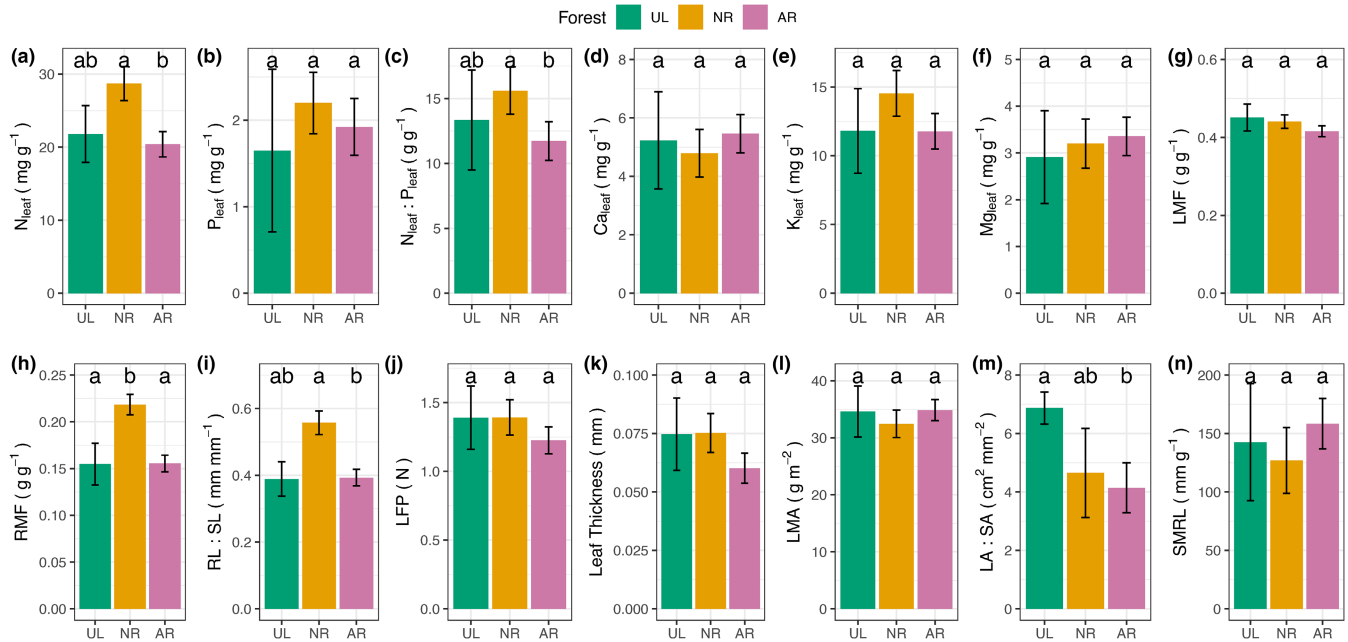 Forest UL NR AR
(a) ab a b
N_leaf ( mg g⁻¹)
30
20
10
0
UL NR AR
(b) a a a
P_leaf ( mg g⁻¹)
2
1
0
UL NR AR
(c) ab a b
N_leaf : P_leaf ( g g⁻¹)
15
10
5
0
UL NR AR
(d) a a a
Ca_leaf ( mg g⁻¹)
8
6
4
2
0
UL NR AR
(e) a a a
K_leaf ( mg g⁻¹)
15
10
5
0
UL NR AR
(f) a a a
Mg_leaf ( mg g⁻¹)
5
4
3
2
1
0
UL NR AR
(g) a a a
LMF ( g g⁻¹)
0.6
0.4
0.2
0.0
UL NR AR
(h) a b a
RMF ( g g⁻¹)
0.25
0.20
0.15
0.10
0.05
0.00
UL NR AR
(i) ab a b
RL : SL ( mm mm⁻¹)
0.6
0.4
0.2
0.0
UL NR AR
(j) a a a
LFP ( N )
1.5
1.0
0.5
0.0
UL NR AR
(k) a a a
Leaf Thickness ( mm )
0.100
0.075
0.050
0.025
0.000
UL NR AR
(l) a a a
LMA ( g m⁻²)
40
30
20
10
0
UL NR AR
(m) a ab b
LA : SA ( cm² mm⁻²)
8
6
4
2
0
UL NR AR
(n) a a a
SMRL ( mm g⁻¹)
200
150
100
50
0
UL NR AR